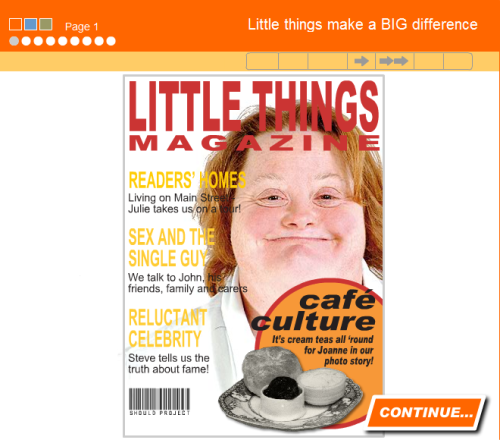 Page 1
Little things make a BIG difference
LITTLE THINGS
MAGAZINE
READERS' HOMES
Living on Main Street-
Julie takes us on a tour!
SEX AND THE
SINGLE GUY
We talk to John, his
friends, family and carers
RELUCTANT
CELEBRITY
Steve tells us the
truth about fame!
café
culture
It's cream teas all 'round
for Joanne in our
photo story!
SHOULD PROJECT
CONTINUE...